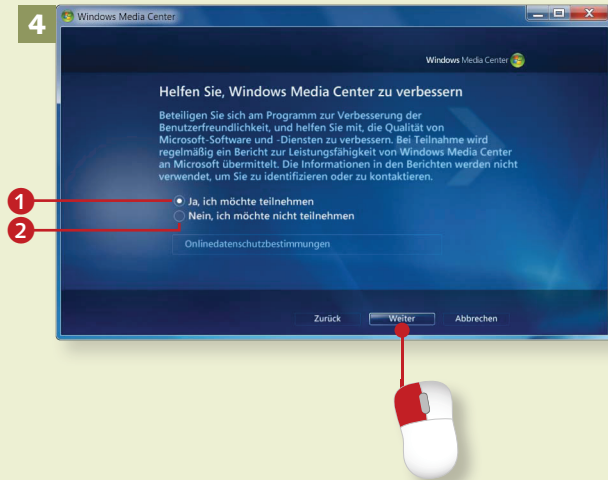 4
Windows Media Center
Windows Media Center
Helfen Sie, Windows Media Center zu verbessern
Beteiligen Sie sich am Programm zur Verbesserung der
Benutzerfreundlichkeit, und helfen Sie mit, die Qualität von
Microsoft-Software und -Diensten zu verbessern. Bei Teilnahme wird
regelmäßig ein Bericht zur Leistungsfähigkeit von Windows Media Center
an Microsoft übermittelt. Die Informationen in den Berichten werden nicht
verwendet, um Sie zu identifizieren oder zu kontaktieren.
1
Ja, ich möchte teilnehmen
2
Nein, ich möchte nicht teilnehmen
Onlinedatenschutzbestimmungen
Zurück Weiter Abbrechen